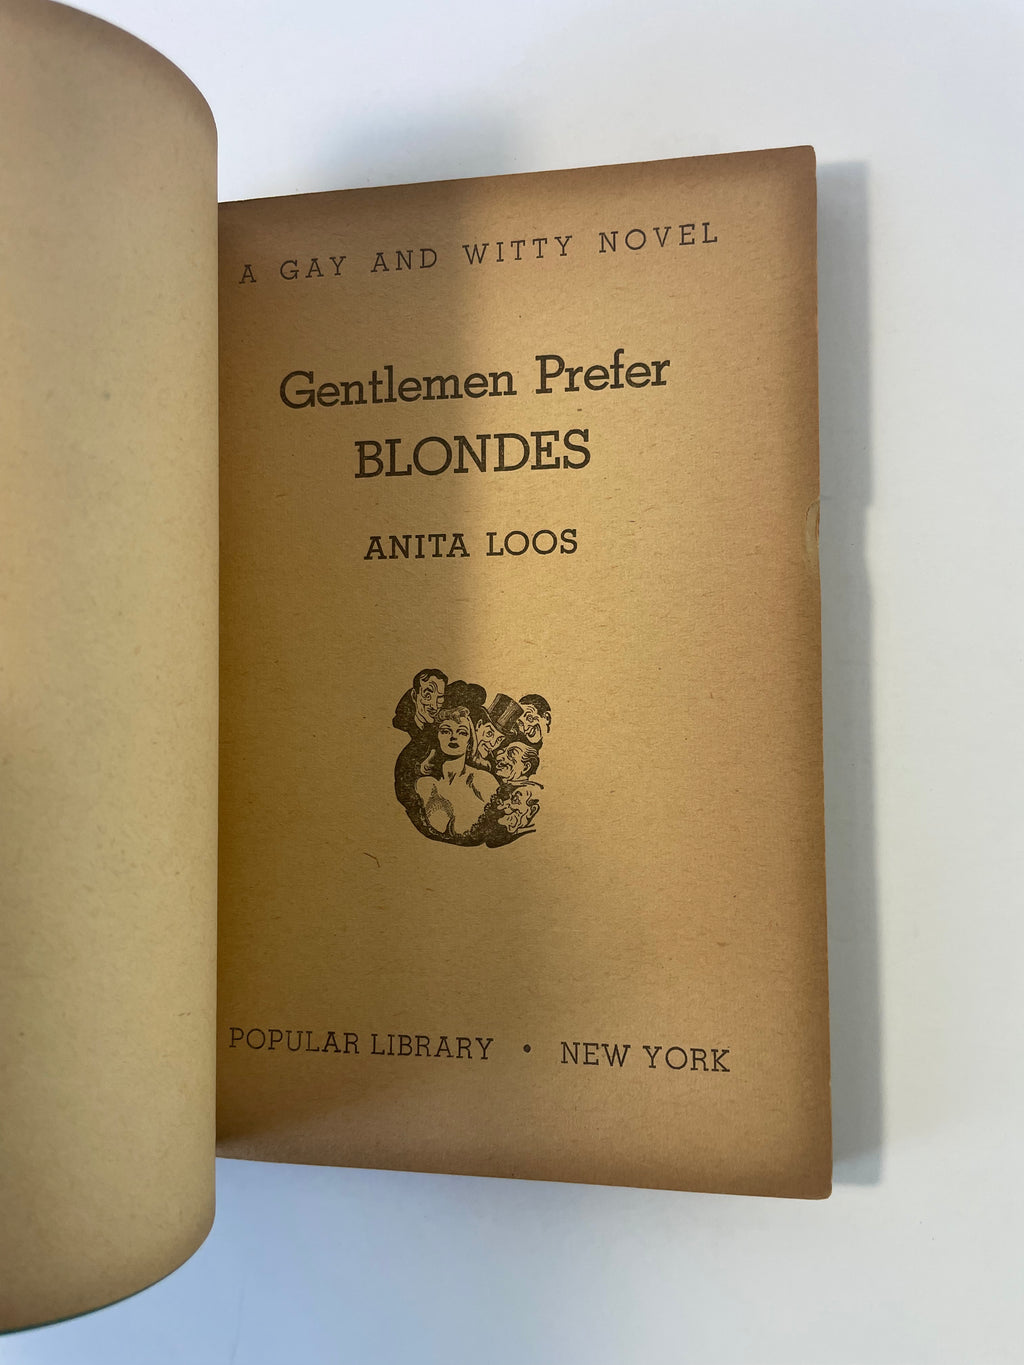 A GAY AND WITTY NOVEL
Gentlemen Prefer
BLONDES
ANITA LOOS
POPULAR LIBRARY • NEW YORK